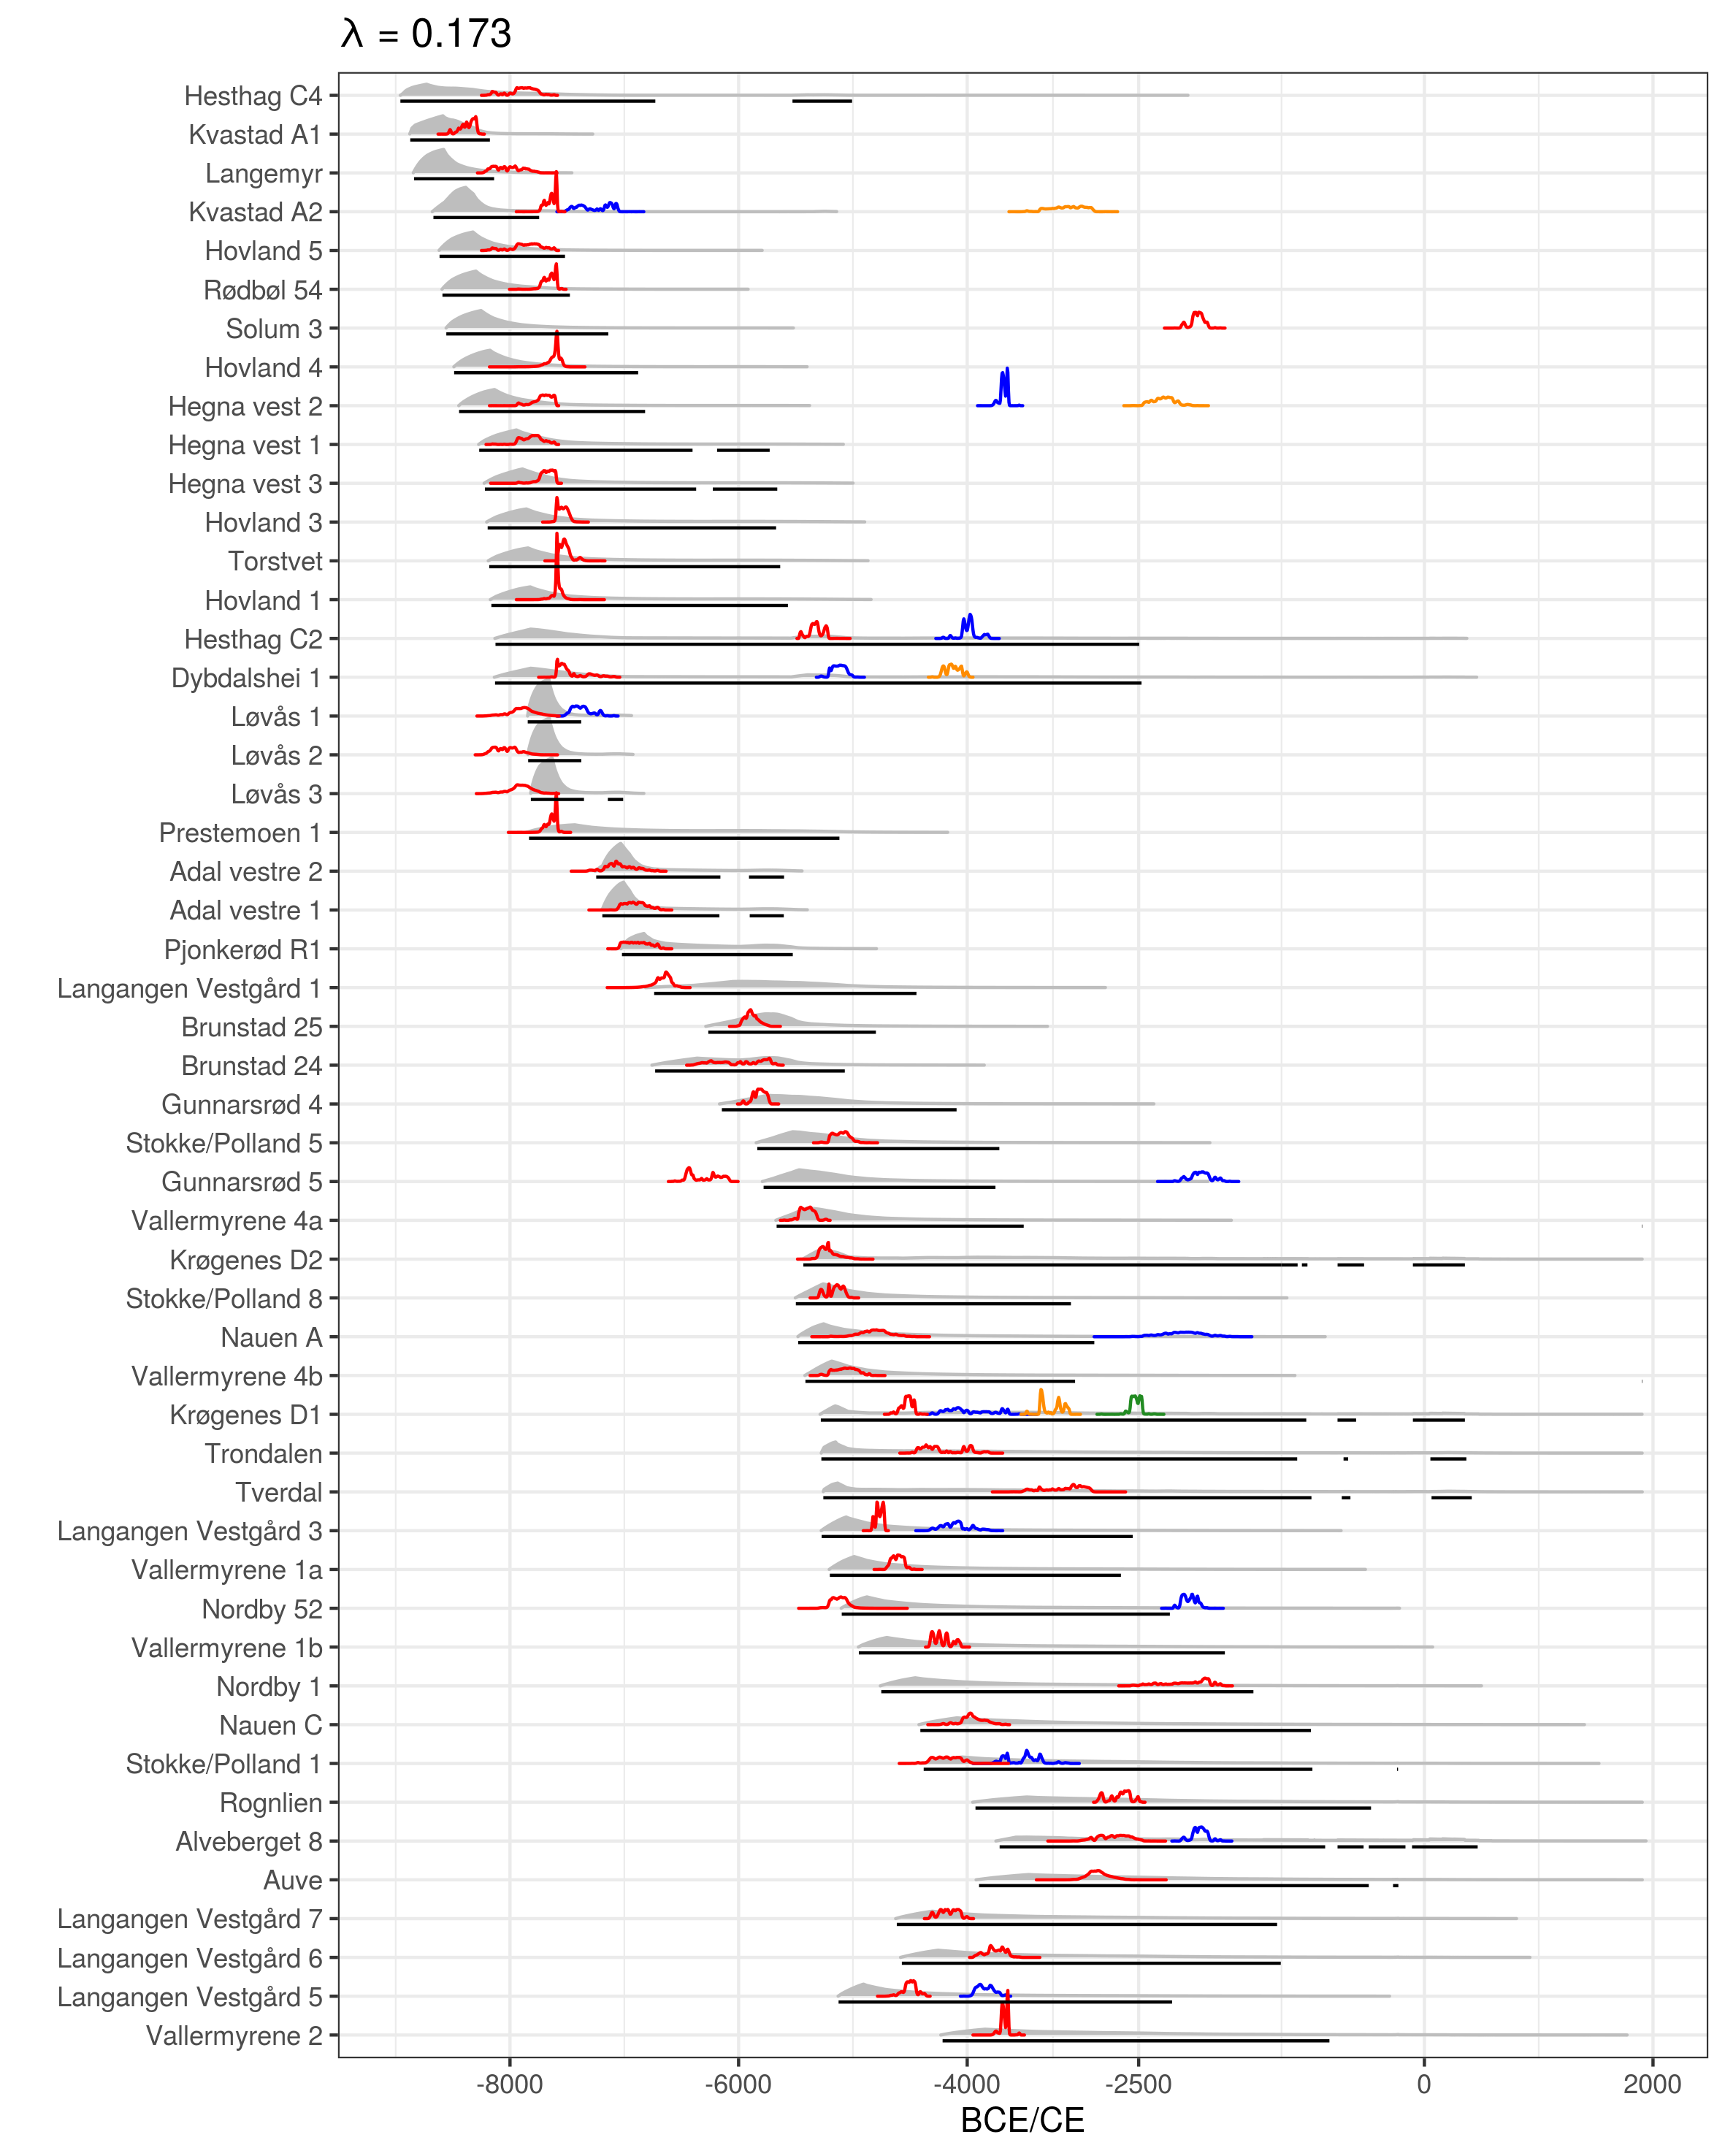 λ = 0.173
Hesthag C4
Kvastad A1
Langemyr
Kvastad A2
Hovland 5
Rødbøl 54
Solum 3
Hovland 4
Hegna vest 2
Hegna vest 1
Hegna vest 3
Hovland 3
Torstvet
Hovland 1
Hesthag C2
Dybdalshei 1
Løvås 1
Løvås 2
Løvås 3
Prestemoen 1
Adal vestre 2
Adal vestre 1
Pjonkerød R1
Langangen Vestgård 1
Brunstad 25
Brunstad 24
Gunnarsrød 4
Stokke/Polland 5
Gunnarsrød 5
Vallermyrene 4a
Krøgenes D2
Stokke/Polland 8
Nauen A
Vallermyrene 4b
Krøgenes D1
Trondalen
Tverdal
Langangen Vestgård 3
Vallermyrene 1a
Nordby 52
Vallermyrene 1b
Nordby 1
Nauen C
Stokke/Polland 1
Rognlien
Alveberget 8
Auve
Langangen Vestgård 7
Langangen Vestgård 6
Langangen Vestgård 5
Vallermyrene 2
-8000 -6000 -4000 -2500 0 2000
BCE/CE